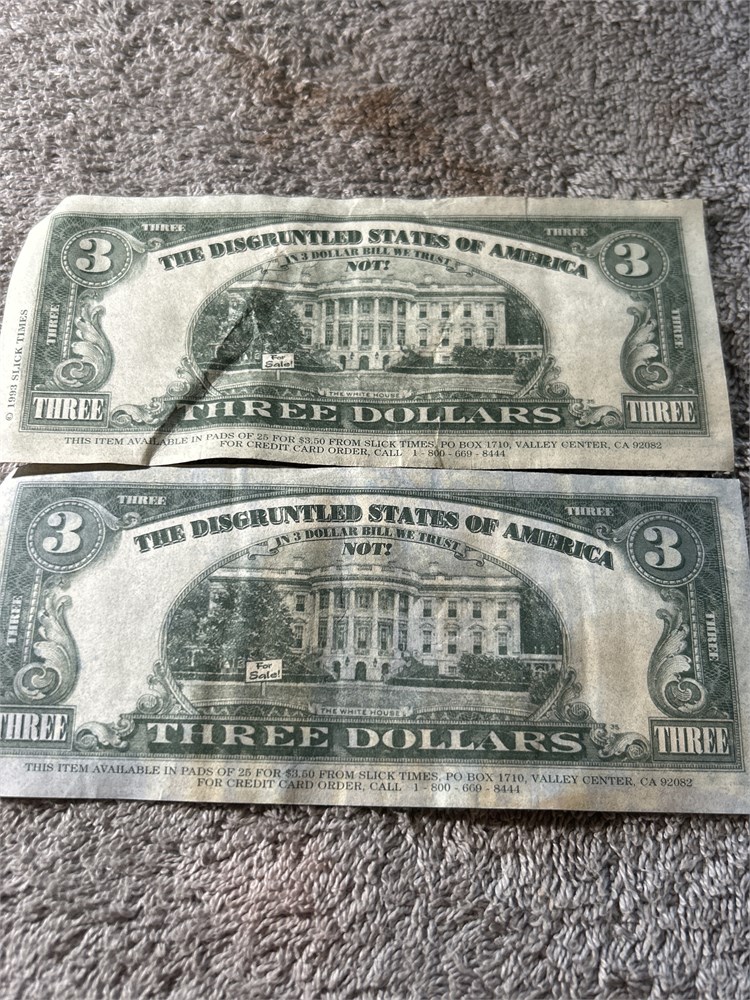 THREE THREE
3 THE DISGRUNTLED STATES OF AMERICA 3
IN 3 DOLLAR BILL WE TRUST
NOT!
THREE THREE
© 1993 SLICK TIMES
For
Sale!
THE WHITE HOUSE
THREE THREE DOLLARS THREE
THIS ITEM AVAILABLE IN PADS OF 25 FOR $3.50 FROM SLICK TIMES, PO BOX 1710, VALLEY CENTER, CA 92082
FOR CREDIT CARD ORDER, CALL 1-800-669-8444
THREE THREE
3 THE DISGRUNTLED STATES OF AMERICA 3
IN 3 DOLLAR BILL WE TRUST
NOT!
THREE THREE
For
Sale!
THE WHITE HOUSE
THREE THREE DOLLARS THREE
THIS ITEM AVAILABLE IN PADS OF 25 FOR $3.50 FROM SLICK TIMES, PO BOX 1710, VALLEY CENTER, CA 92082
FOR CREDIT CARD ORDER, CALL 1-800-669-8444